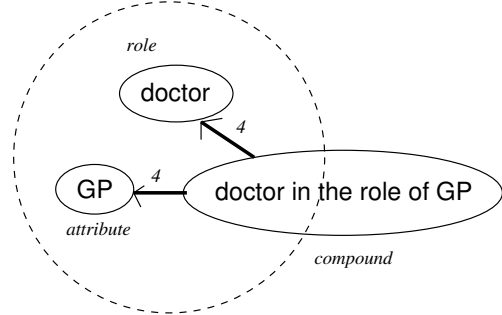 role
doctor
4
4
GP
doctor in the role of GP
attribute
compound